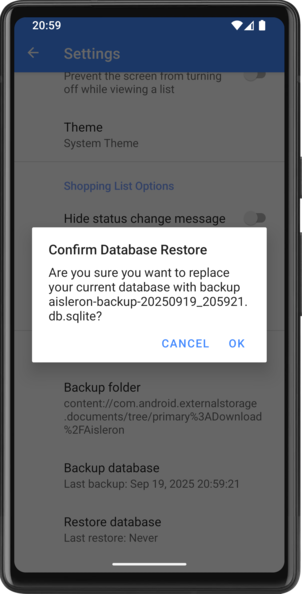 20:59
Settings
Prevent the screen from turning
off while viewing a list
Theme
System Theme
Shopping List Options
Hide status change message
Confirm Database Restore
Are you sure you want to replace
your current database with backup
aisleron-backup-20250919_205921.
db.sqlite?
CANCEL OK
Backup folder
content://com.android.externalstorage
.documents/tree/primary%3ADownload
%2FAisleron
Backup database
Last backup: Sep 19, 2025 20:59:21
Restore database
Last restore: Never